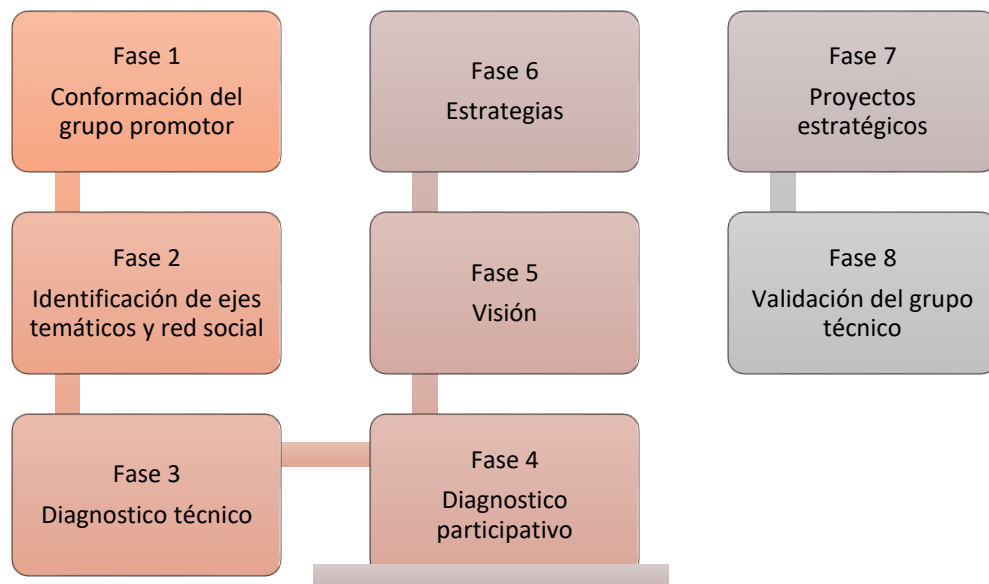 Fase 1
Conformación del
grupo promotor
Fase 2
Identificación de ejes
temáticos y red social
Fase 3
Diagnostico técnico
Fase 4
Diagnostico
participativo
Fase 5
Visión
Fase 6
Estrategias
Fase 7
Proyectos
estratégicos
Fase 8
Validación del grupo
técnico